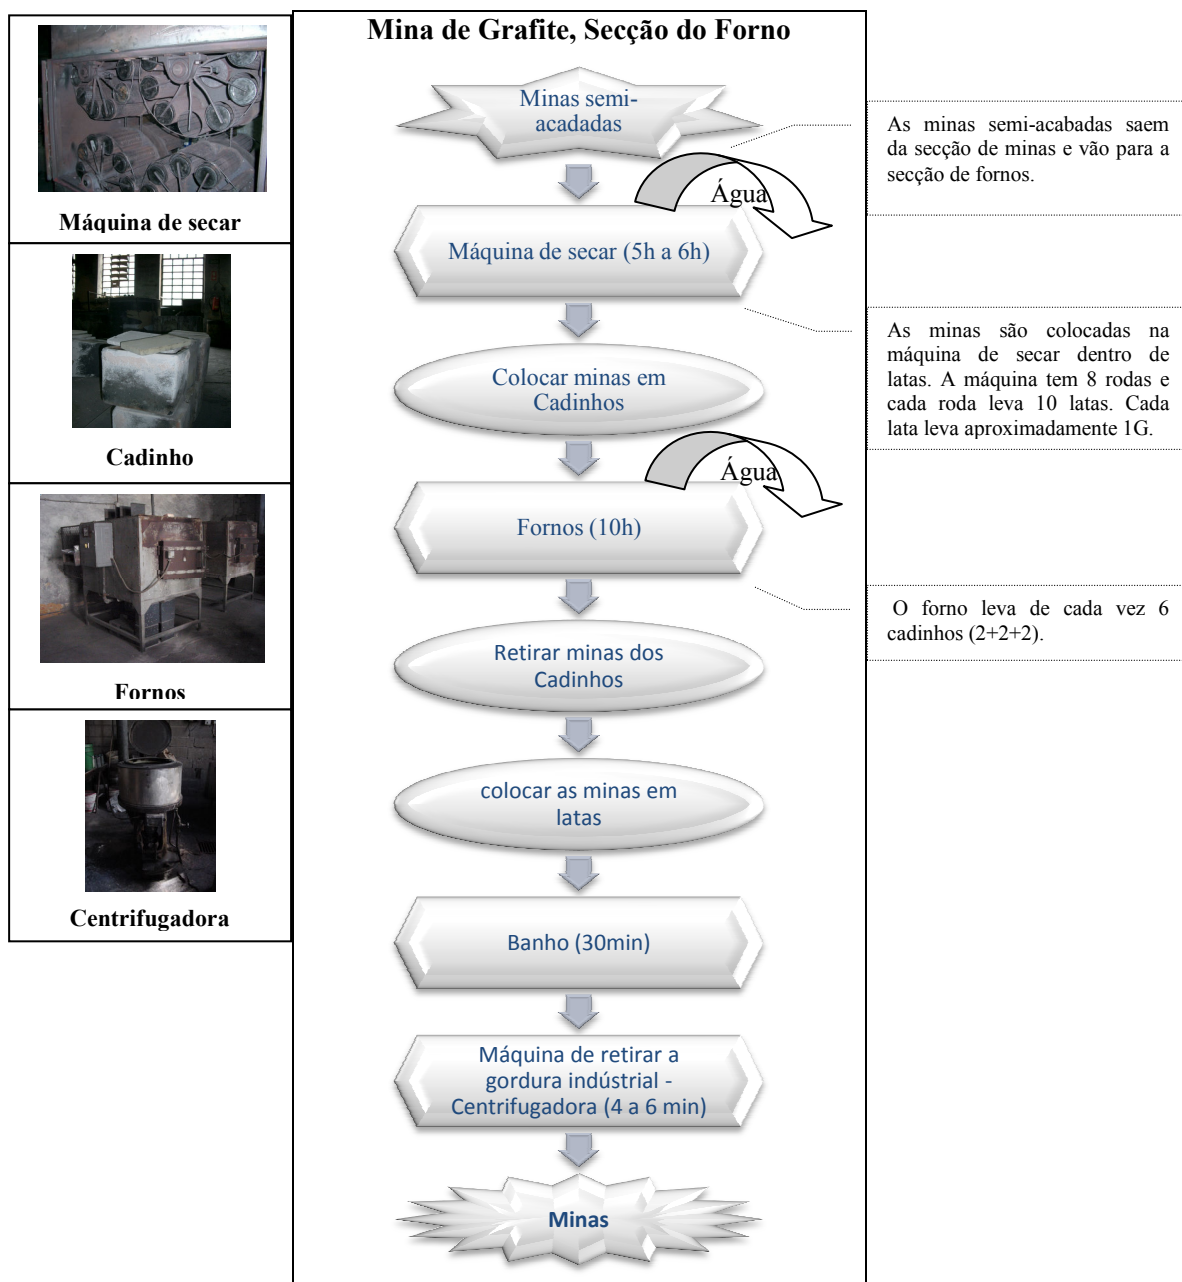 Mina de Grafite, Secção do Forno
Máquina de secar
Cadinho
Fornos
Centrifugadora
Minas semi-
acadadas
Água
Máquina de secar (5h a 6h)
Colocar minas em
Cadinhos
Água
Fornos (10h)
Retirar minas dos
Cadinhos
colocar as minas em
latas
Banho (30min)
Máquina de retirar a
gordura indústrial -
Centrifugadora (4 a 6 min)
Minas
As minas semi-acabadas saem
da secção de minas e vão para a
secção de fornos.
As minas são colocadas na
máquina de secar dentro de
latas. A máquina tem 8 rodas e
cada roda leva 10 latas. Cada
lata leva aproximadamente 1G.
O forno leva de cada vez 6
cadinhos (2+2+2).